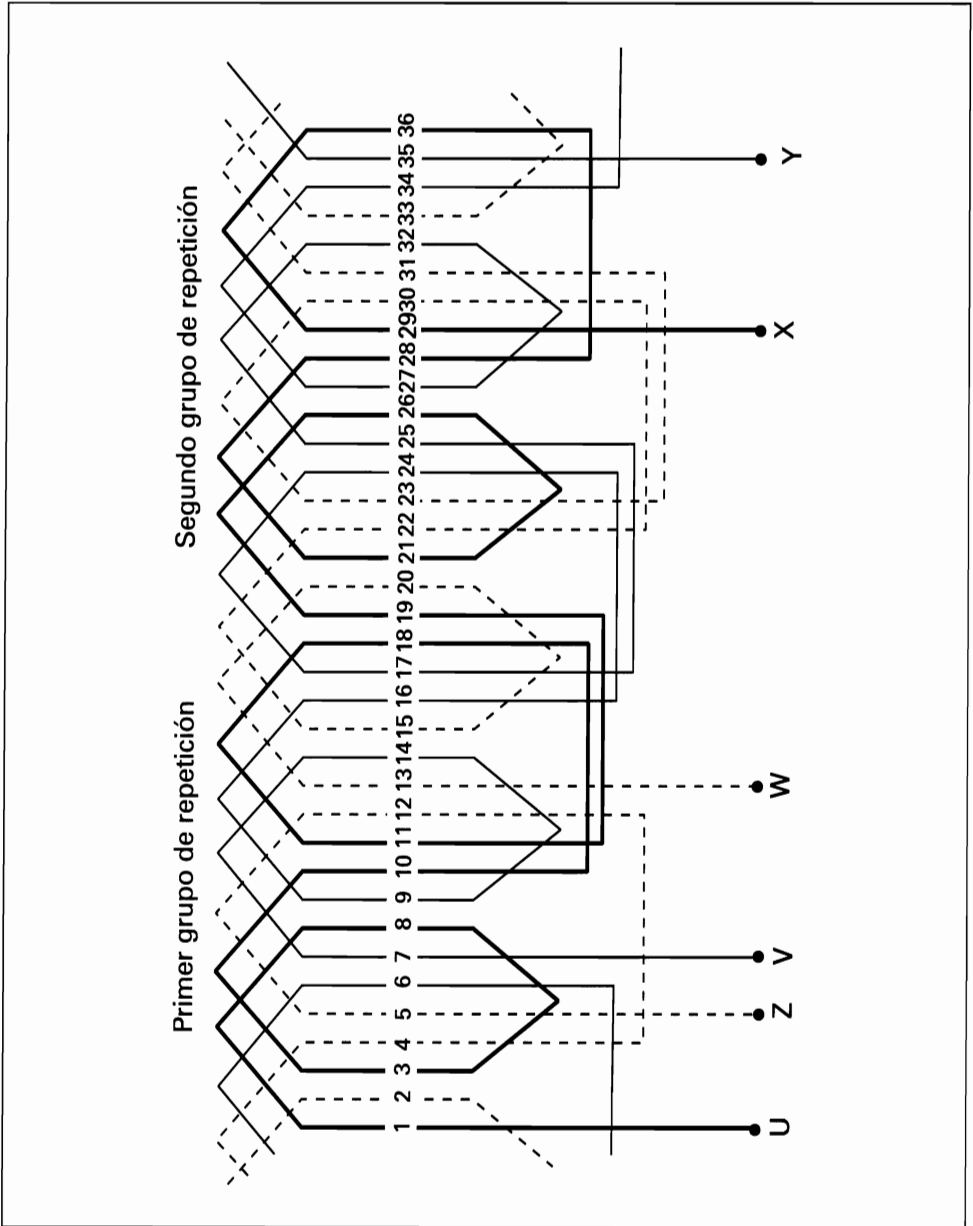 Primer grupo de repetición
Segundo grupo de repetición
1 2 3 4 5 6 7 8 9 10 11 12 13 14 15 16 17 18 19 20 21 22 23 24 25 26 27 28 29 30 31 32 33 34 35 36
U Z V W X Y